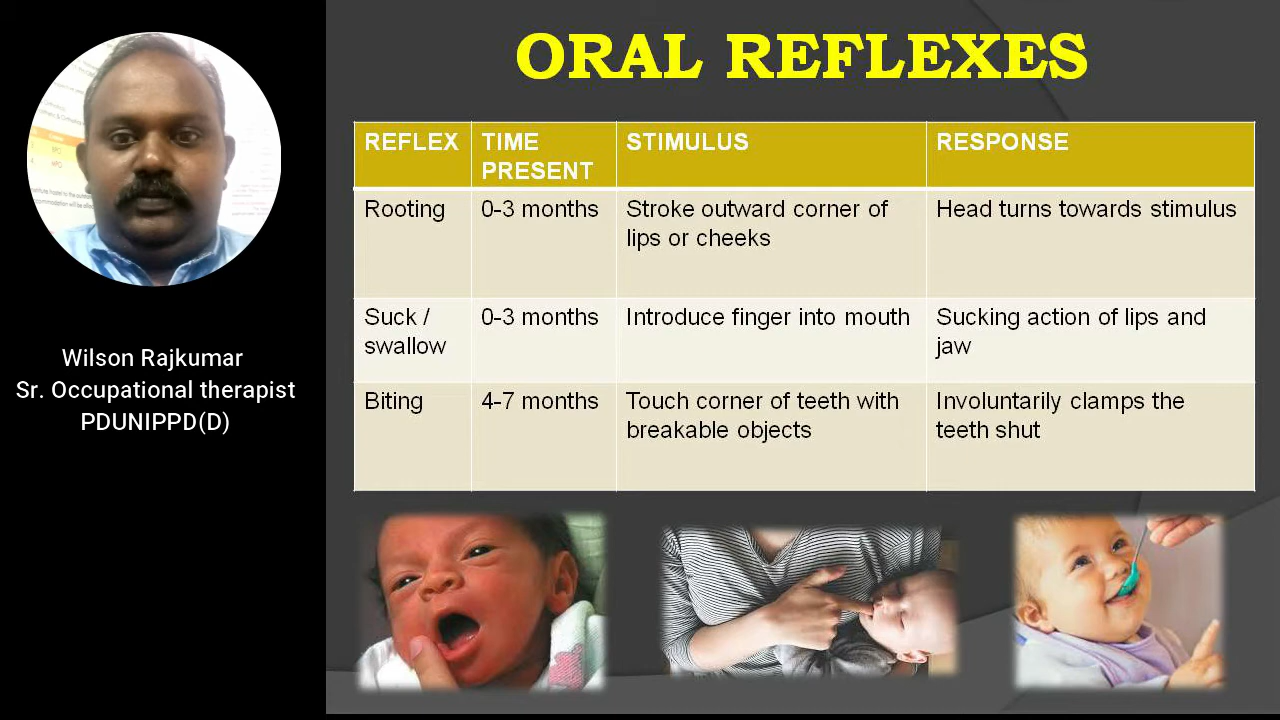 ORAL REFLEXES
REFLEX
TIME
PRESENT
STIMULUS
RESPONSE
Rooting
0-3 months
Stroke outward corner of
lips or cheeks
Head turns towards stimulus
Suck /
swallow
0-3 months
Introduce finger into mouth
Sucking action of lips and
jaw
Biting
4-7 months
Touch corner of teeth with
breakable objects
Involuntarily clamps the
teeth shut
Wilson Rajkumar
Sr. Occupational therapist
PDUNIPPD(D)